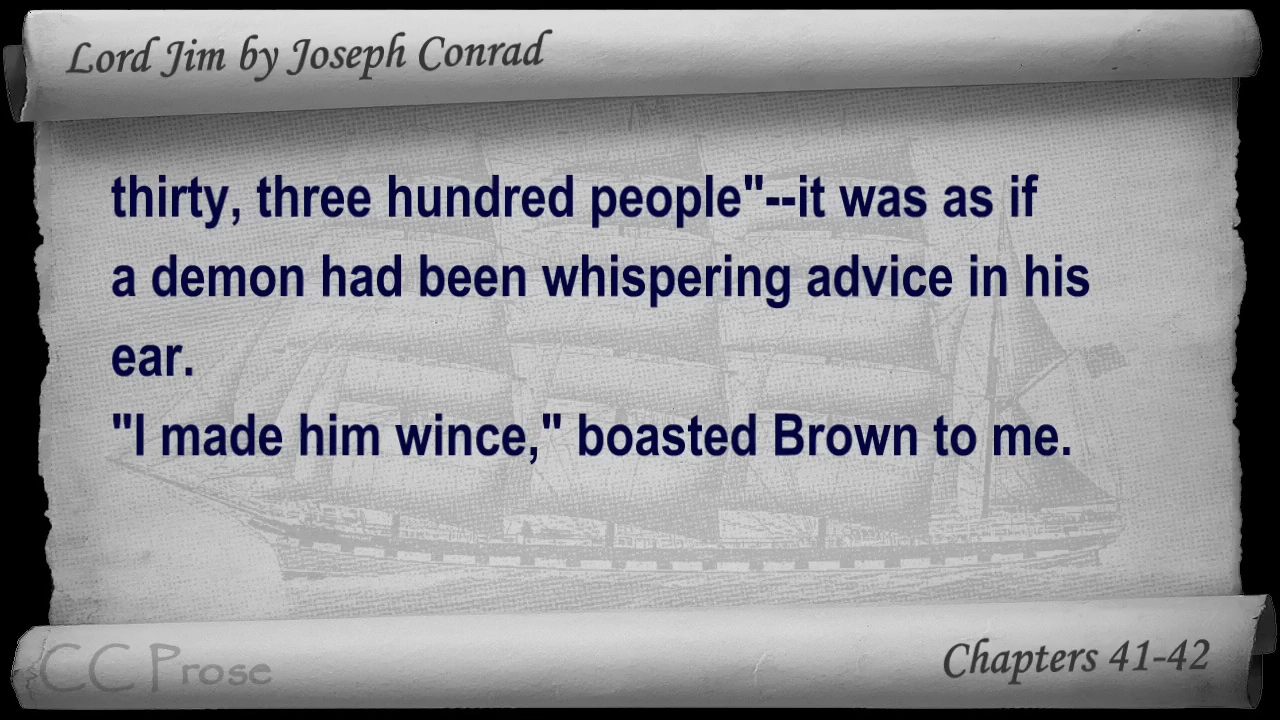 Lord Jim by Joseph Conrad
thirty, three hundred people"--it was as if
a demon had been whispering advice in his
ear.
"I made him wince," boasted Brown to me.
CC Prose
Chapters 41-42